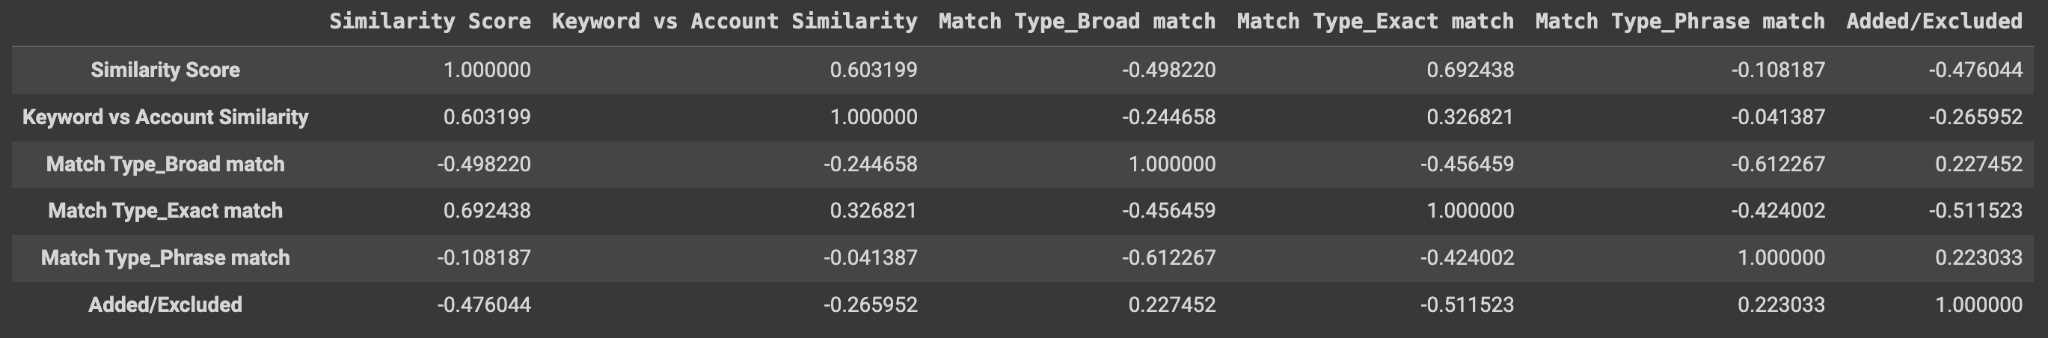 Similarity Score Keyword vs Account Similarity Match Type_Broad match Match Type_Exact match Match Type_Phrase match Added/Excluded
Similarity Score 1.000000 0.603199 -0.498220 0.692438 -0.108187 -0.476044
Keyword vs Account Similarity 0.603199 1.000000 -0.244658 0.326821 -0.041387 -0.265952
Match Type_Broad match -0.498220 -0.244658 1.000000 -0.456459 -0.612267 0.227452
Match Type_Exact match 0.692438 0.326821 -0.456459 1.000000 -0.424002 -0.511523
Match Type_Phrase match -0.108187 -0.041387 -0.612267 -0.424002 1.000000 0.223033
Added/Excluded -0.476044 -0.265952 0.227452 -0.511523 0.223033 1.000000